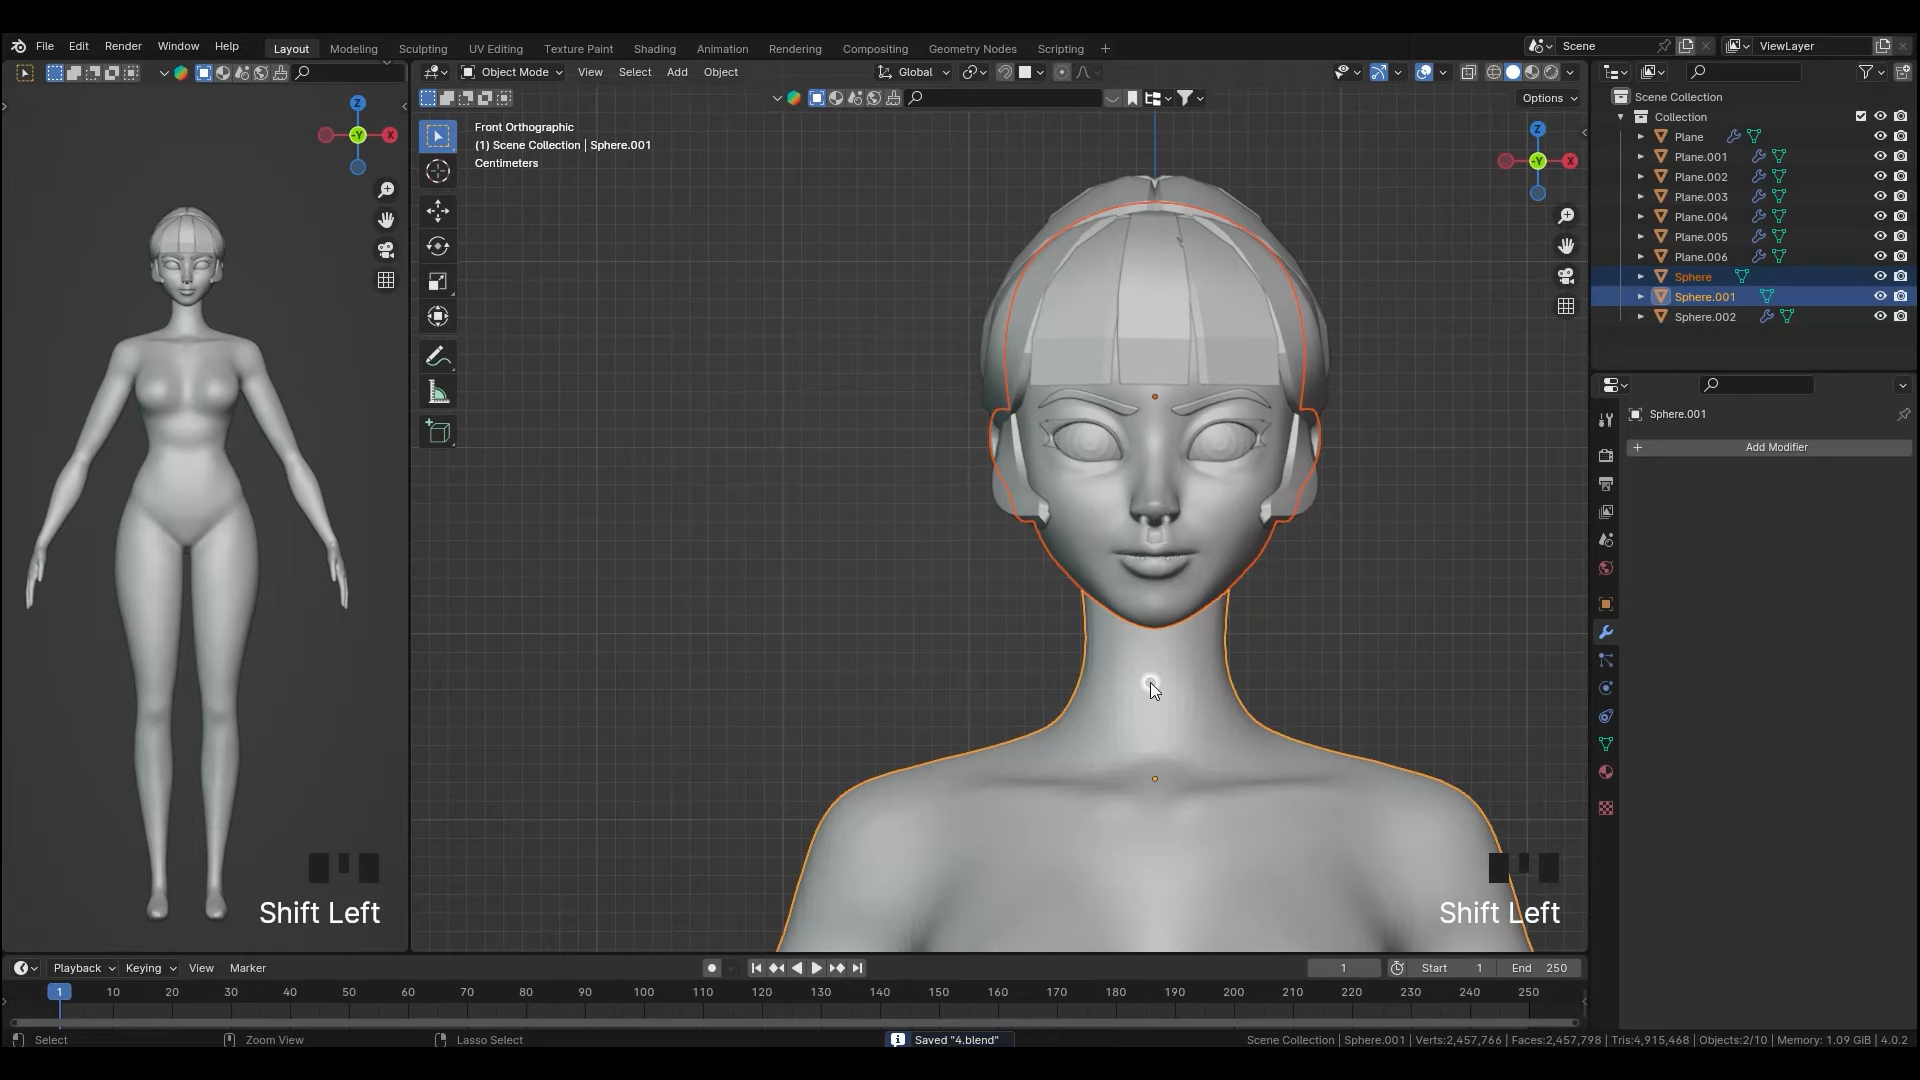 File Edit Render Window Help Layout Modeling Sculpting UV Editing Texture Paint Shading Animation Rendering Compositing Geometry Nodes Scripting + Scene ViewLayer
Object Mode View Select Add Object Global
Options
Front Orthographic
(1) Scene Collection | Sphere.001
Centimeters
Z
-Y
X
Z
-Y
X
Scene Collection
Collection
Plane
Plane.001
Plane.002
Plane.003
Plane.004
Plane.005
Plane.006
Sphere
Sphere.001
Sphere.002
Sphere.001
+ Add Modifier
Shift Left
Shift Left
Playback Keying View Marker 1 Start 1 End 250
1 10 20 30 40 50 60 70 80 90 100 110 120 130 140 150 160 170 180 190 200 210 220 230 240 250
Select Zoom View Lasso Select Saved "4.blend" Scene Collection | Sphere.001 | Verts:2,457,766 | Faces:2,457,798 | Tris:4,915,468 | Objects:2/10 | Memory: 1.09 GiB | 4.0.2